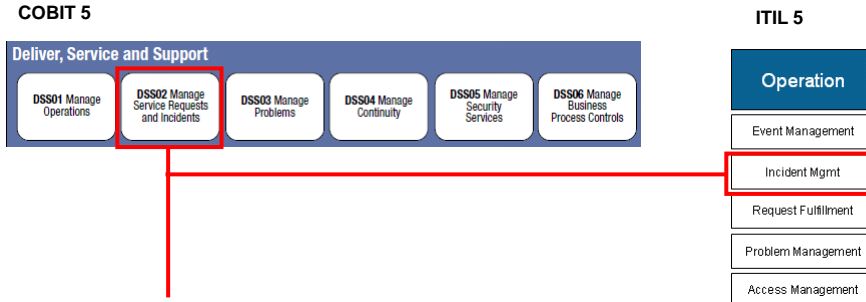 COBIT 5
ITIL 5
Deliver, Service and Support
DSS01 Manage
Operations
DSS02 Manage
Service Requests
and Incidents
DSS03 Manage
Problems
DSS04 Manage
Continuity
DSS05 Manage
Security
Services
DSS06 Manage
Business
Process Controls
Operation
Event Management
Incident Mgmt
Request Fulfillment
Problem Management
Access Management